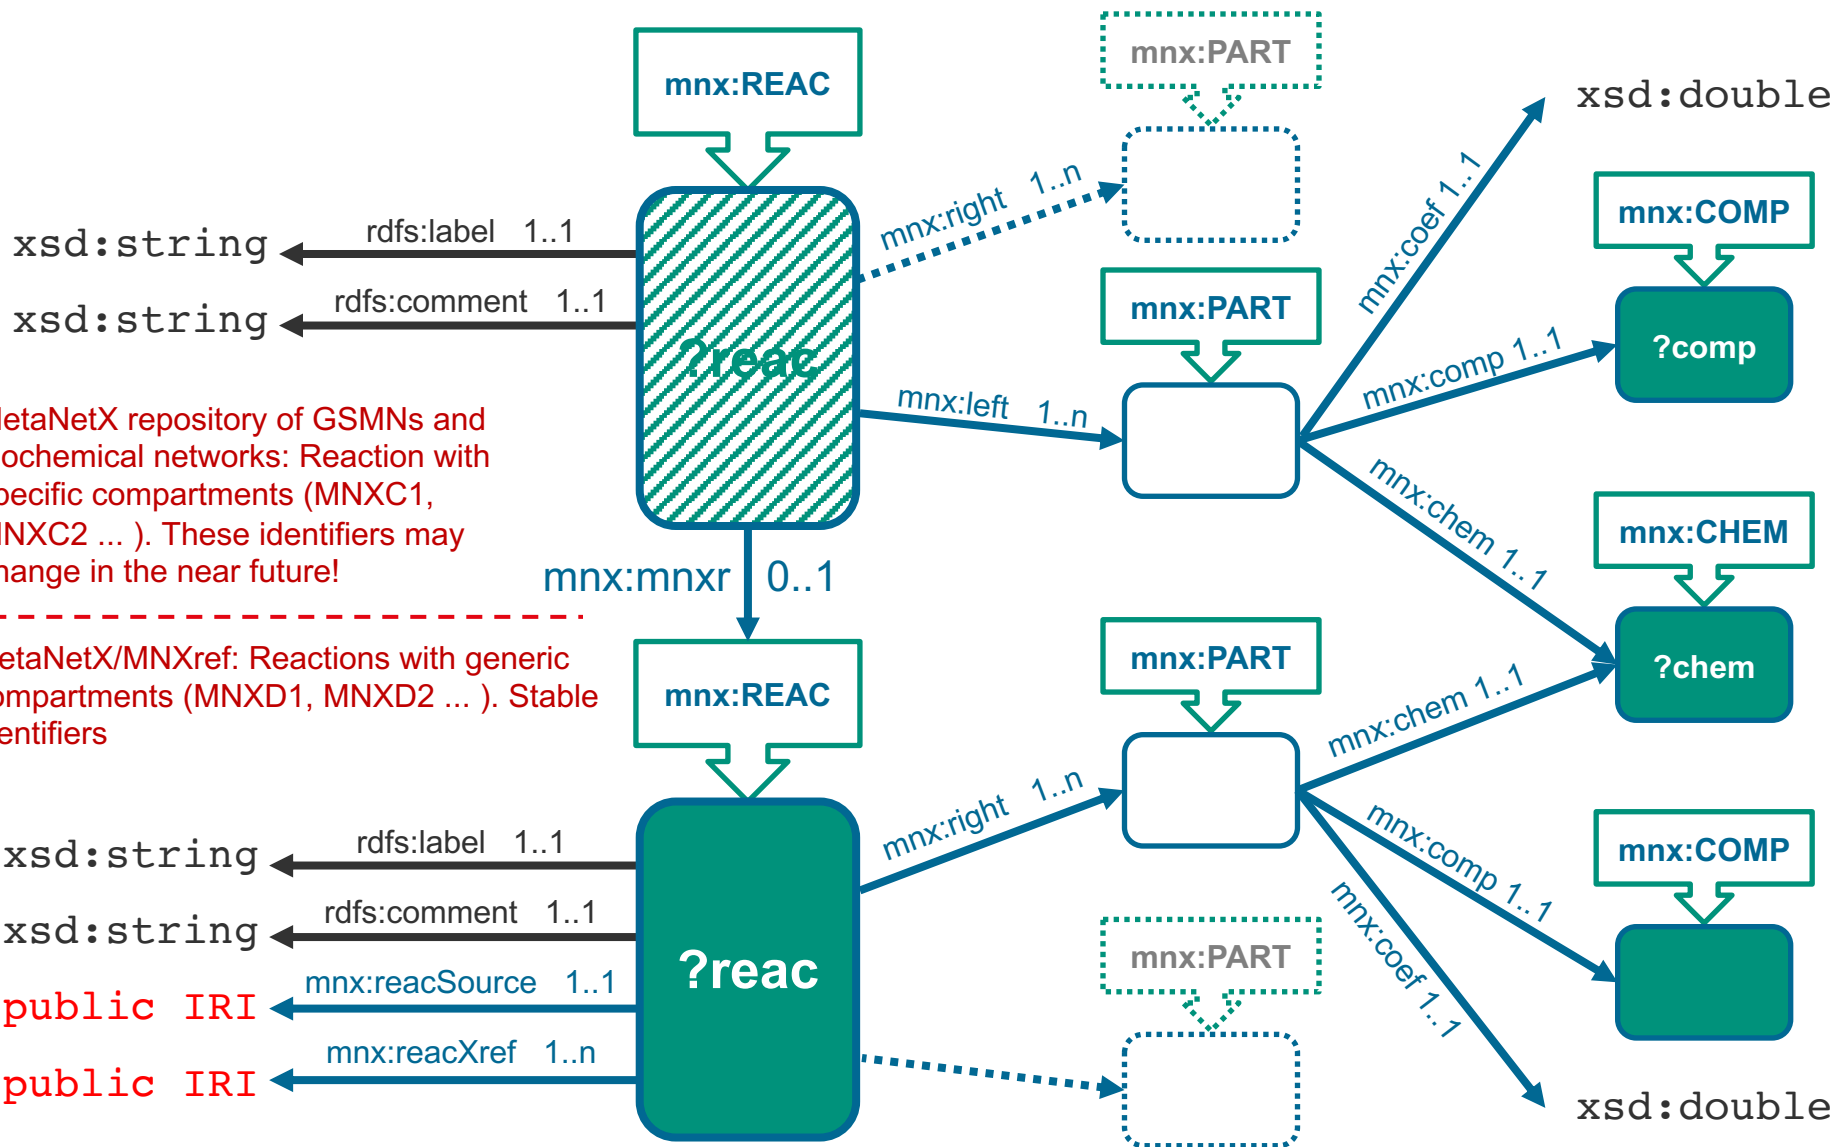 mnx:PART
mnx:REAC
xsd:double
mnx:right 1..n
mnx:coef 1..1
mnx:COMP
xsd:string
rdfs:label 1..1
xsd:string
rdfs:comment 1..1
mnx:PART
?reac
?comp
mnx:comp 1..1
mnx:left 1..n
etaNetX repository of GSMNs and
ochemical networks: Reaction with
pecific compartments (MNXC1,
NXC2 ... ). These identifiers may
hange in the near future!
mnx:chem 1..1
mnx:CHEM
mnx:mnxr 0..1
etaNetX/MNXref: Reactions with generic
ompartments (MNXD1, MNXD2 ... ). Stable
entifiers
mnx:PART
?chem
mnx:REAC
mnx:chem 1..1
mnx:right 1..n
mnx:comp 1..1
mnx:COMP
xsd:string
rdfs:label 1..1
xsd:string
rdfs:comment 1..1
mnx:coef 1..1
mnx:PART
?reac
public IRI
mnx:reacSource 1..1
public IRI
mnx:reacXref 1..n
xsd:double